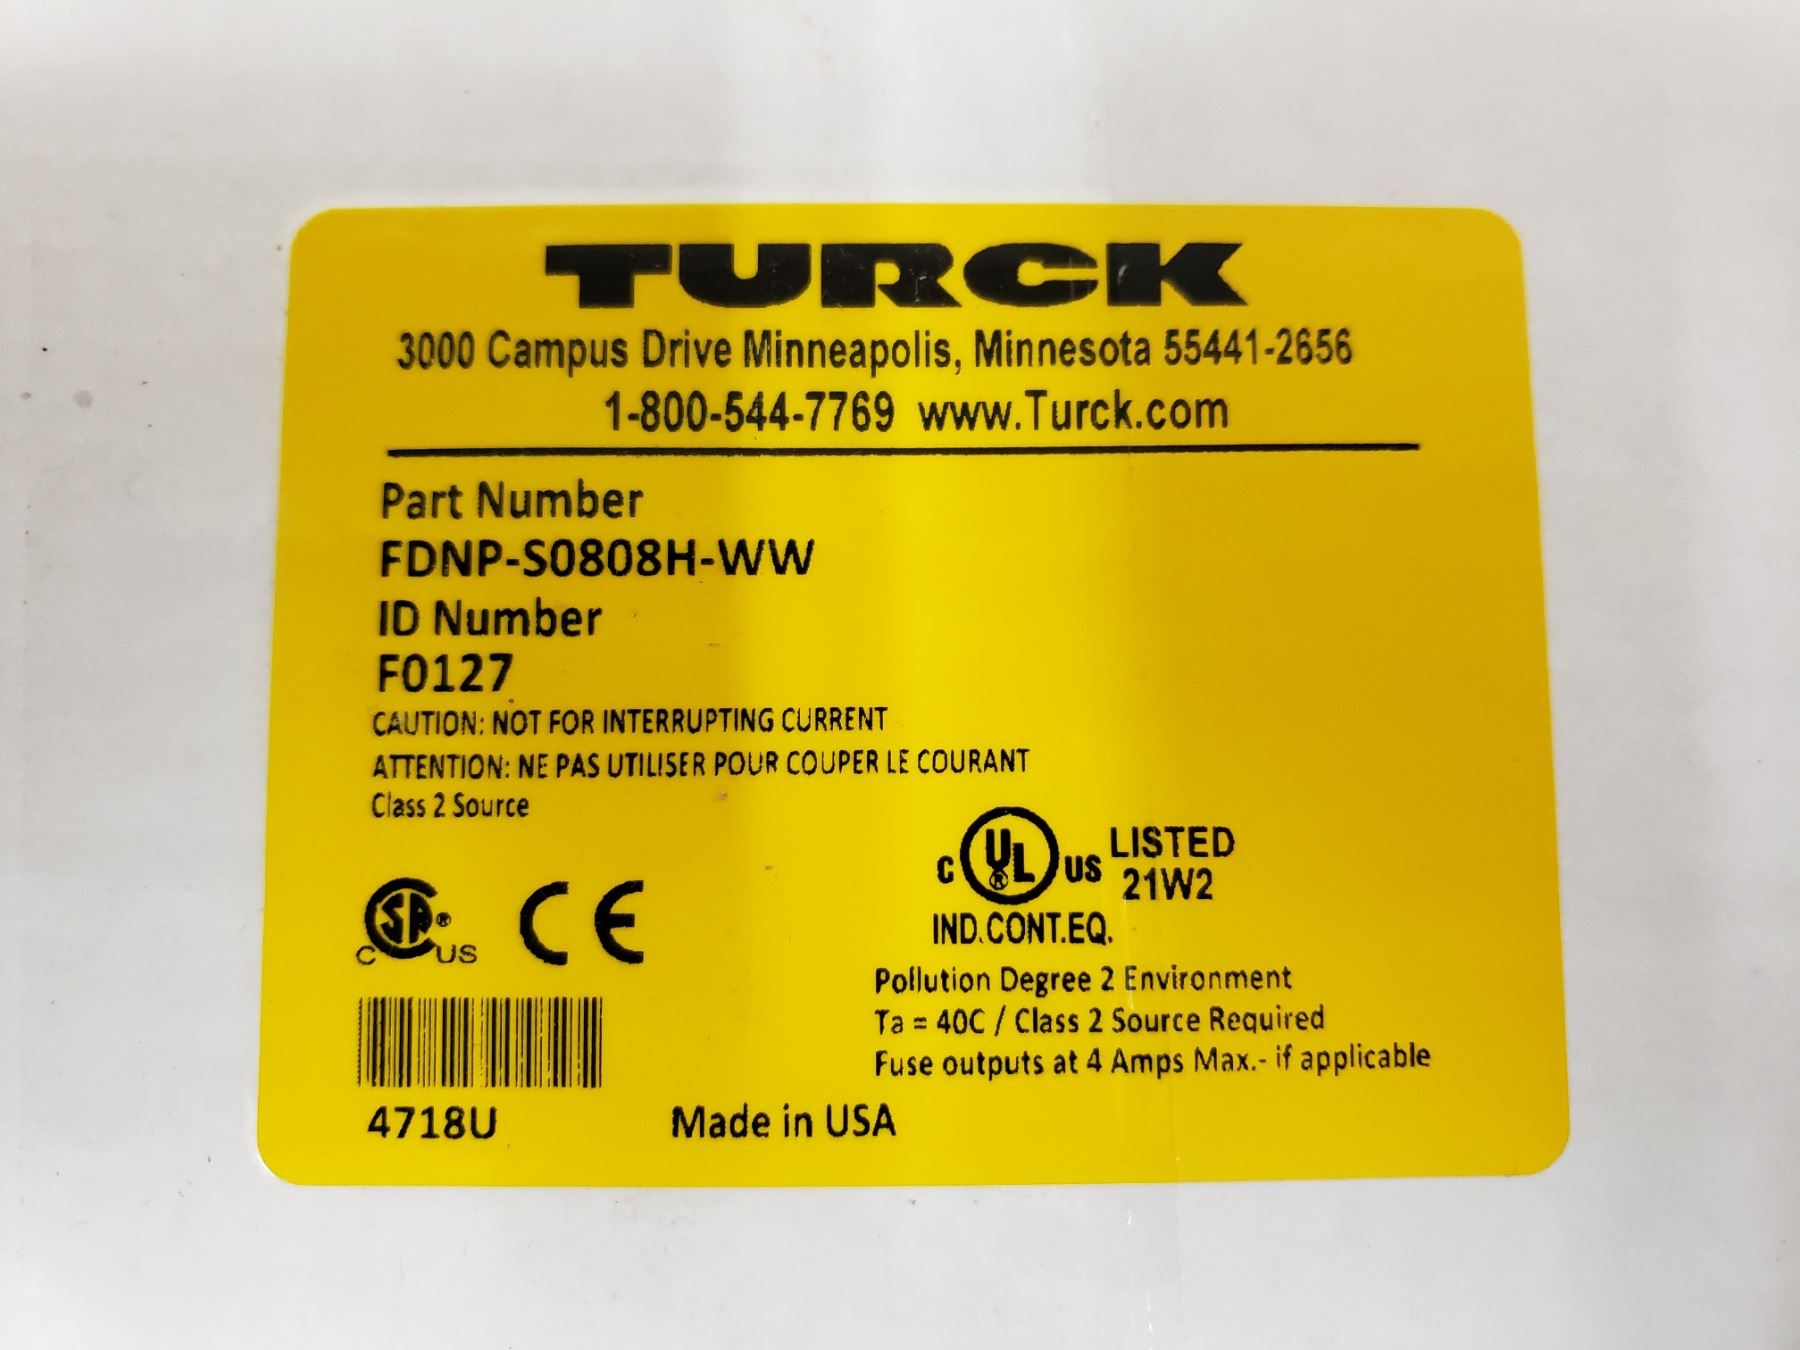 TURCK
3000 Campus Drive Minneapolis, Minnesota 55441-2656
1-800-544-7769 www.Turck.com
Part Number
FDNP-S0808H-WW
ID Number
F0127
CAUTION: NOT FOR INTERRUPTING CURRENT
ATTENTION: NE PAS UTILISER POUR COUPER LE COURANT
Class 2 Source
C UL ® US LISTED
21W2
IND.CONT.EQ.
C SA ® US CE
Pollution Degree 2 Environment
Ta = 40C / Class 2 Source Required
Fuse outputs at 4 Amps Max.- if applicable
4718U Made in USA